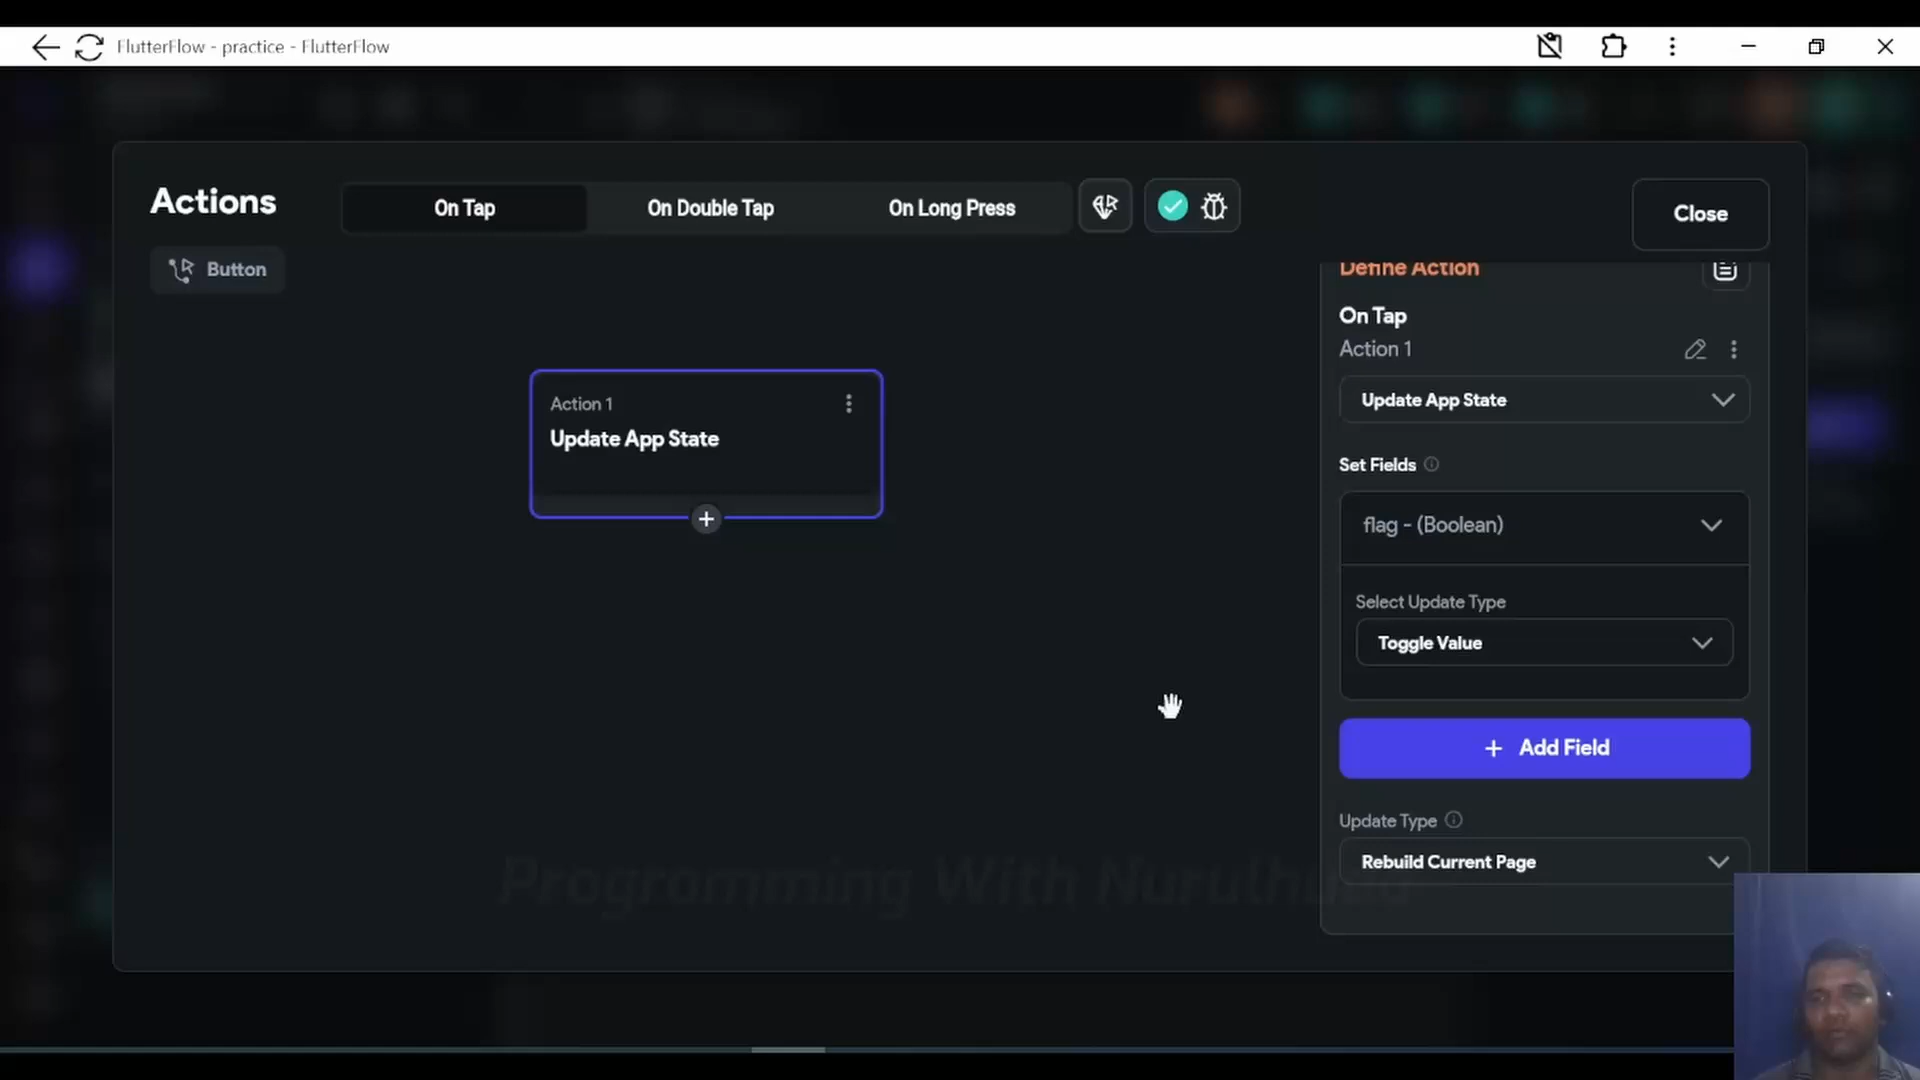 FlutterFlow - practice - FlutterFlow
Actions
On Tap
On Double Tap
On Long Press
Close
Button
Define Action
On Tap
Action 1
Update App State
Action 1
Update App State
Set Fields
flag - (Boolean)
Select Update Type
Toggle Value
+ Add Field
Update Type
Rebuild Current Page
Programming With